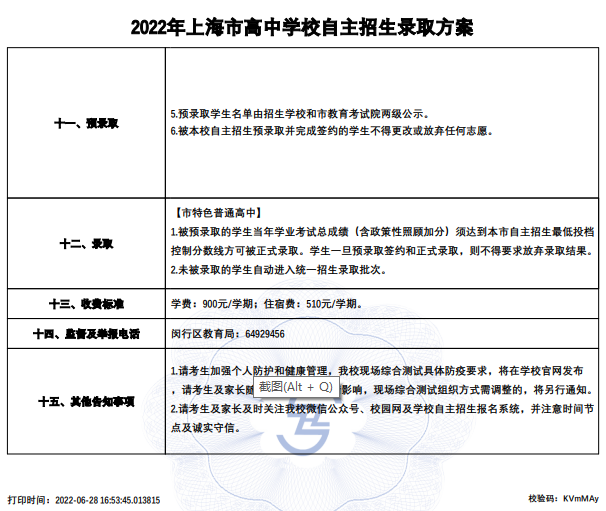 2022年上海市高中学校自主招生录取方案
十一、预录取
5.预录取学生名单由招生学校和市教育考试院两级公示。
6.被本校自主招生预录取并完成签约的学生不得更改或放弃任何志愿。
十二、录取
【市特色普通高中】
1.被预录取的学生当年学业考试总成绩（含政策性照顾加分）须达到本市自主招生最低投档
控制分数线方可被正式录取。学生一旦预录取签约和正式录取，则不得要求放弃录取结果。
2.未被录取的学生自动进入统一招生录取批次。
十三、收费标准
学费：900元/学期；住宿费：510元/学期。
十四、监督及举报电话
闵行区教育局：64929456
十五、其他告知事项
1.请考生加强个人防护和健康管理，我校现场综合测试具体防疫要求，将在学校官网发布
，请考生及家长随
截图(Alt + Q)
影响，现场综合测试组织方式需调整的，将另行通知。
2.请考生及家长及时关注我校微信公众号、校园网及学校自主招生报名系统，并注意时间节
点及诚实守信。
打印时间：2022-06-28 16:53:45.013815
校验码：KVmMAy